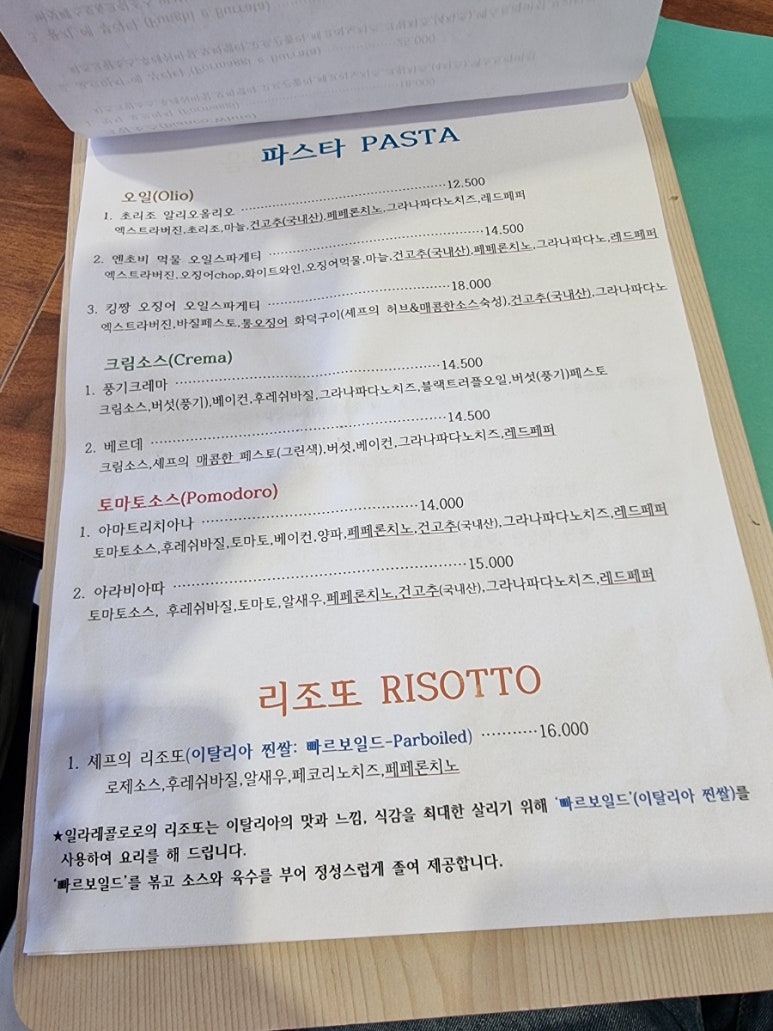 파스타 PASTA
오일(Olio)
1. 초리조 알리오올리오 ··············································12.500
엑스트라버진,초리조,마늘,건고추(국내산),페페론치노,그라나파다노치즈,레드페퍼
2. 엔초비 먹물 오일스파게티 ··············································14.500
엑스트라버진,오징어chop,화이트와인,오징어먹물,마늘,건고추(국내산),페페론치노,그라나파다노,레드페퍼
3. 킹짱 오징어 오일스파게티 ········································18.000
엑스트라버진,바질페스토,통오징어 화덕구이(셰프의 허브&매콤한소스숙성),건고추(국내산),그라나파다노
크림소스(Crema)
1. 풍기크레마 ··························································14.500
크림소스,버섯(풍기),베이컨,후레쉬바질,그라나파다노치즈,블랙트러플오일,버섯(풍기)페스토
2. 베르데 ································································14.500
크림소스,셰프의 매콤한 페스토(그린색),버섯,베이컨,그라나파다노치즈,레드페퍼
토마토소스(Pomodoro)
1. 아마트리치아나 ················································14.000
토마토소스,후레쉬바질,토마토,베이컨,양파,페페론치노,건고추(국내산),그라나파다노치즈,레드페퍼
2. 아라비아따 ································································15.000
토마토소스, 후레쉬바질,토마토,알새우,페페론치노,건고추(국내산),그라나파다노치즈,레드페퍼
리조또 RISOTTO
1. 셰프의 리조또(이탈리아 찐쌀: 빠르보일드-Parboiled) ···········16.000
로제소스,후레쉬바질,알새우,페코리노치즈,페페론치노
★일라레콜로로의 리조또는 이탈리아의 맛과 느낌, 식감을 최대한 살리기 위해 '빠르보일드'(이탈리아 찐쌀)를
사용하여 요리를 해 드립니다.
'빠르보일드'를 볶고 소스와 육수를 부어 정성스럽게 졸여 제공합니다.